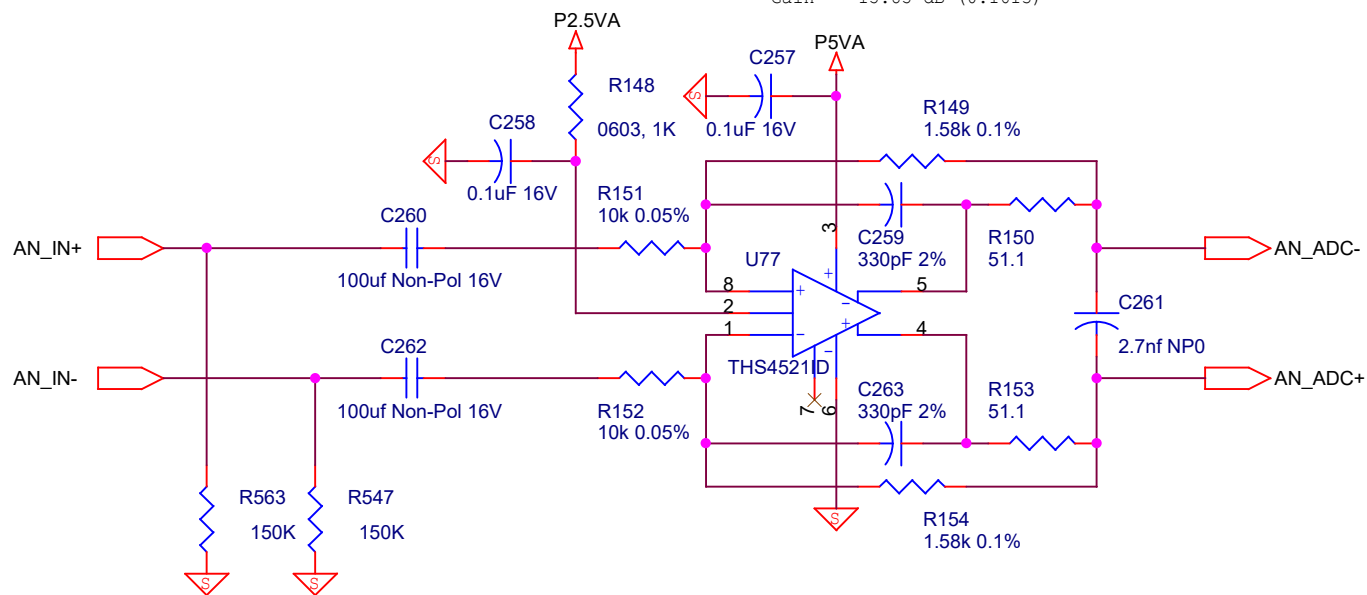 P2.5VA
P5VA
C257
R148
R149
1.58k 0.1%
C258
0603, 1K
0.1uF 16V
S
S
0.1uF 16V
R151
10k 0.05%
C260
3
C259
330pF 2%
R150
51.1
AN_IN+
AN_ADC-
U77
100uf Non-Pol 16V
8
+
+
5
2
−
C261
1
−
+
4
2.7nf NP0
C262
THS4521ID
−
AN_IN-
AN_ADC+
100uf Non-Pol 16V
R152
10k 0.05%
7
6
C263
330pF 2%
R153
51.1
R563
150K
R547
150K
S
R154
1.58k 0.1%
S
S